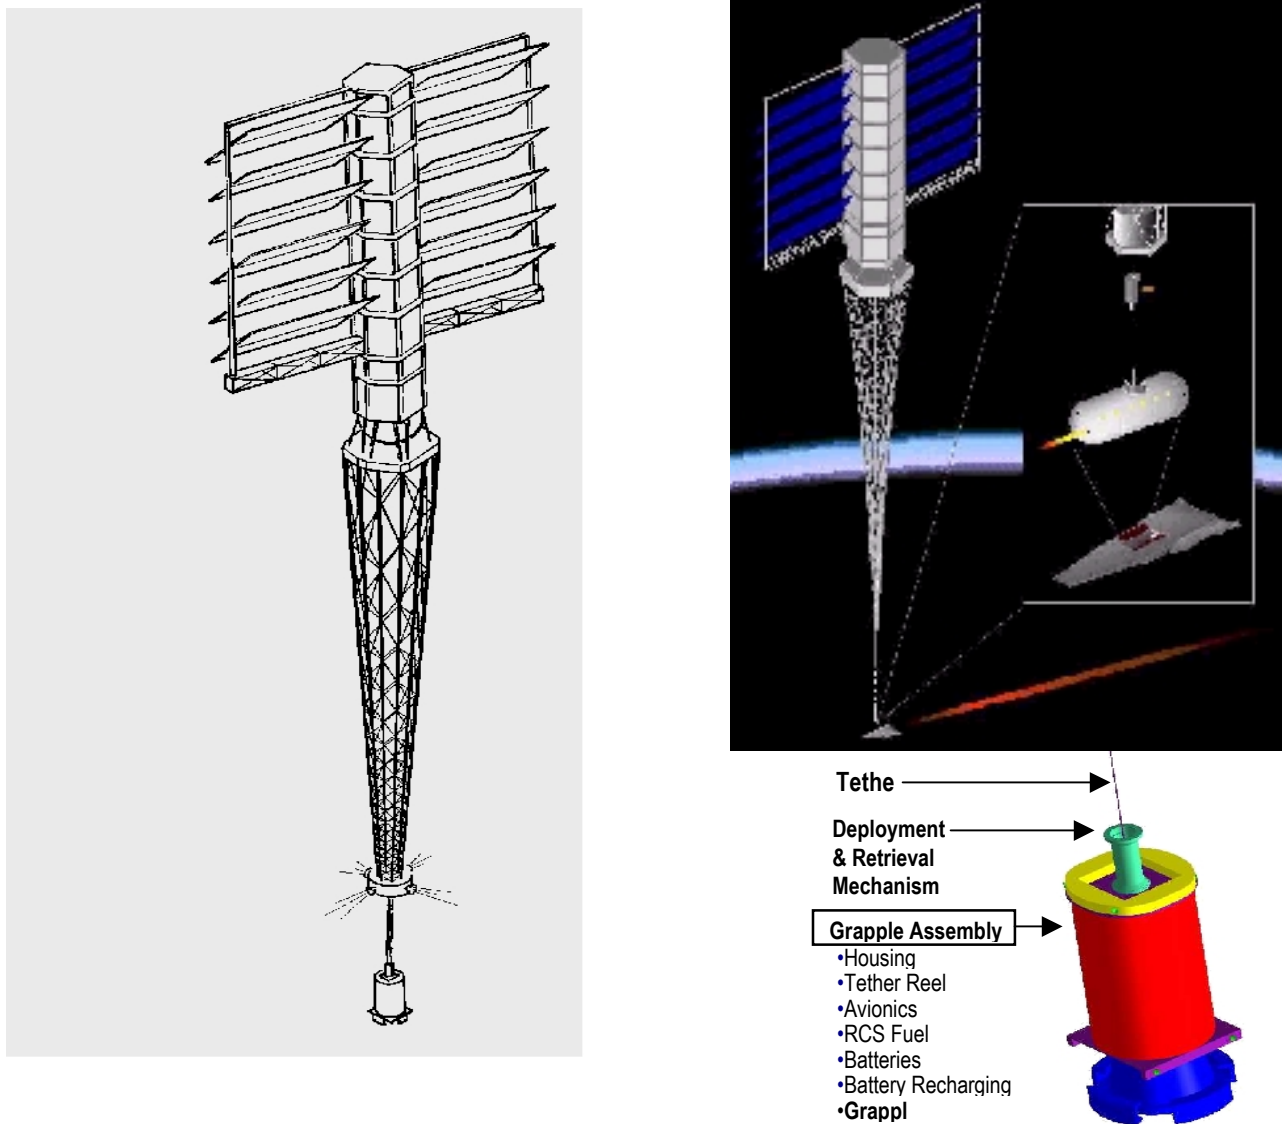 Tethe
Deployment
& Retrieval
Mechanism
Grapple Assembly
•Housing
•Tether Reel
•Avionics
•RCS Fuel
•Batteries
•Battery Recharging
•Grappl